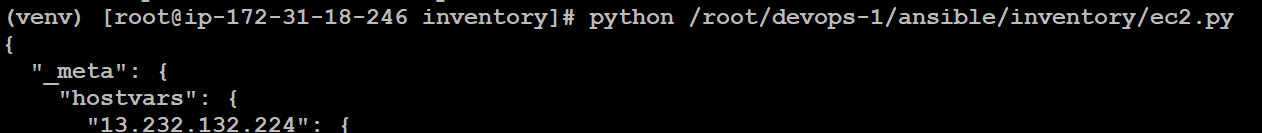 (venv) [root@ip-172-31-18-246 inventory]# python /root/devops-1/ansible/inventory/ec2.py
{
  "_meta": {
    "hostvars": {
      "13.232.132.224": {